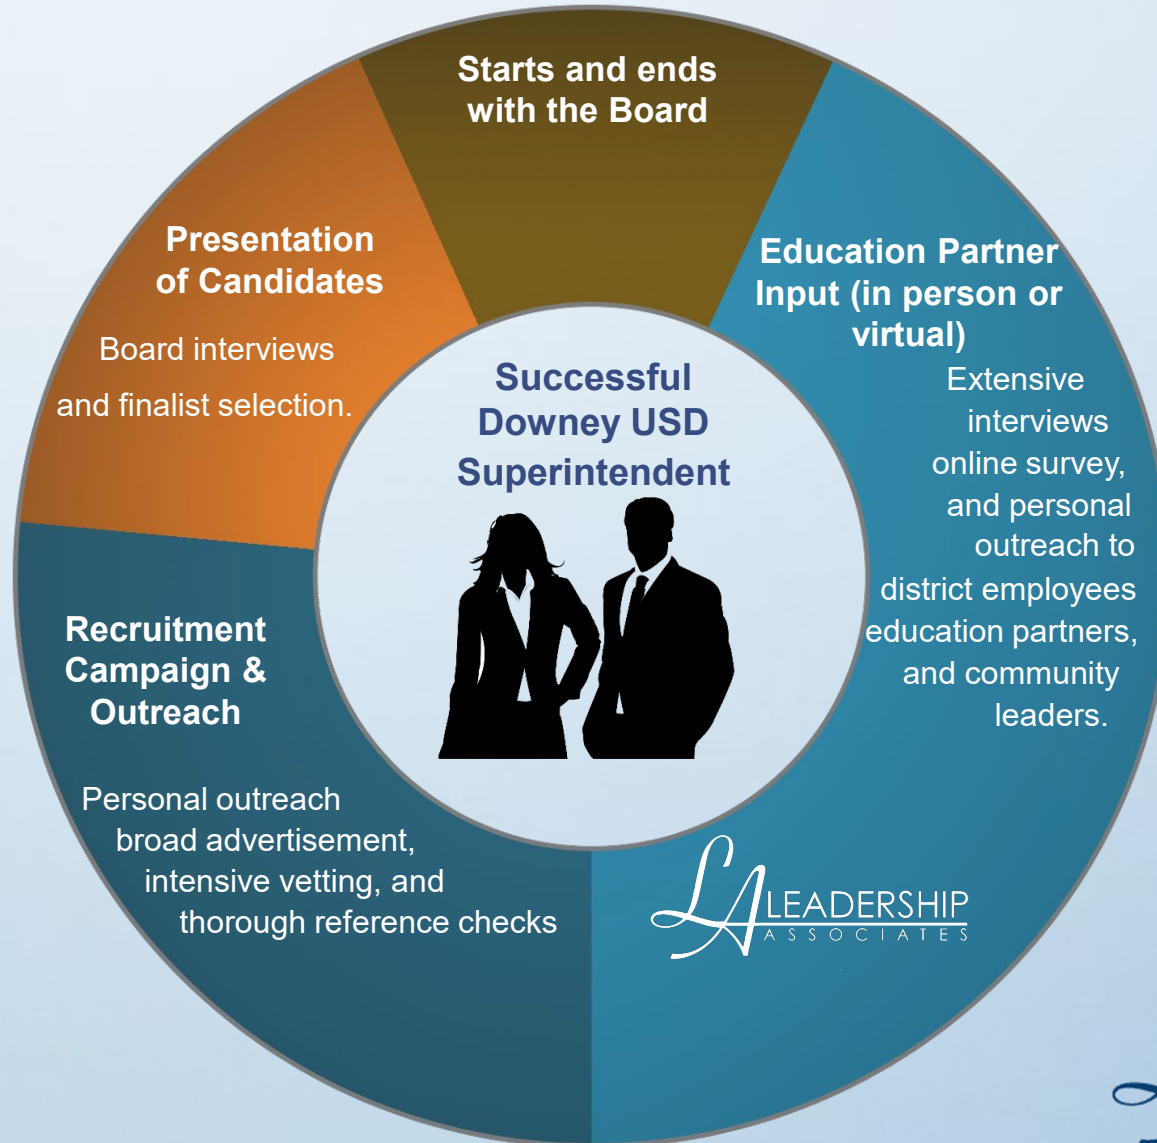 Starts and ends
with the Board
Education Partner
Input (in person or
virtual)
Extensive
interviews
online survey,
and personal
outreach to
district employees
education partners,
and community
leaders.
Recruitment
Campaign &
Outreach
Personal outreach
broad advertisement,
intensive vetting, and
thorough reference checks
Presentation
of Candidates
Board interviews
and finalist selection.
Successful
Downey USD
Superintendent
LA LEADERSHIP
ASSOCIATES